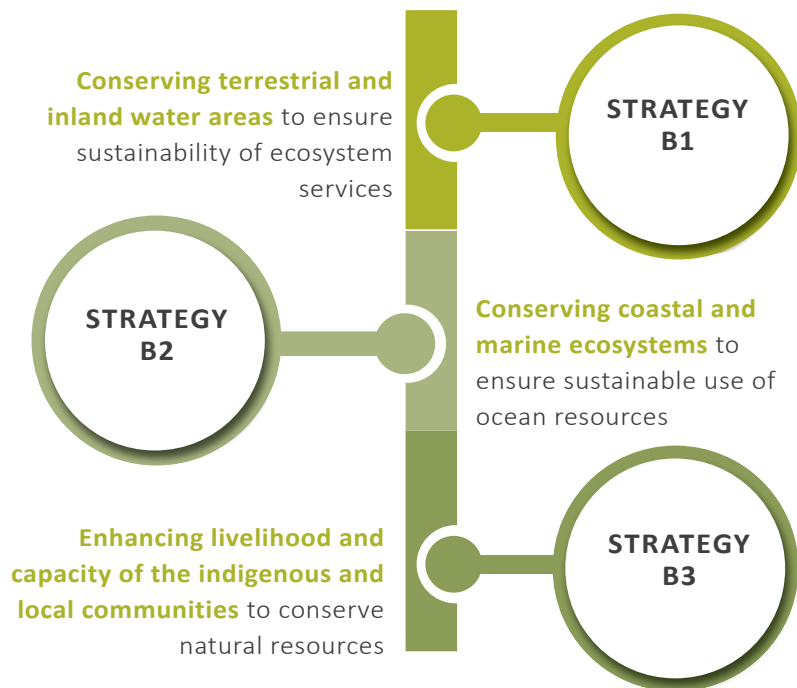 Conserving terrestrial and
inland water areas to ensure
sustainability of ecosystem
services
STRATEGY
B1
STRATEGY
B2
Conserving coastal and
marine ecosystems to
ensure sustainable use of
ocean resources
Enhancing livelihood and
capacity of the indigenous and
local communities to conserve
natural resources
STRATEGY
B3